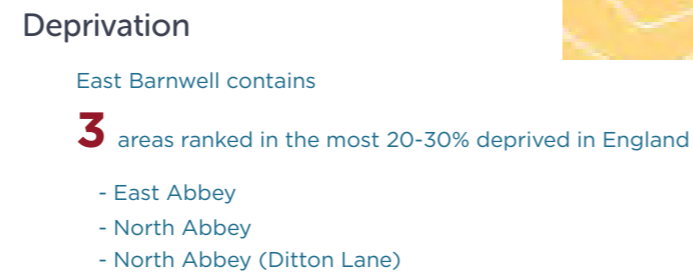 Deprivation
East Barnwell contains
3 areas ranked in the most 20-30% deprived in England
- East Abbey
- North Abbey
- North Abbey (Ditton Lane)